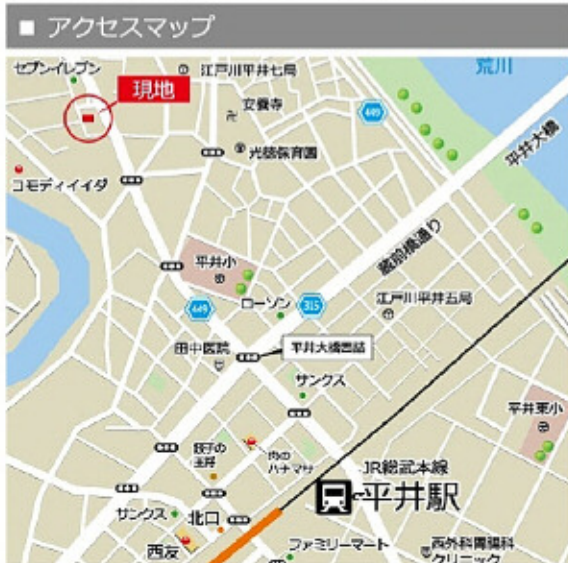 ■ アクセスマップ
セブンイレブン
江戸川平井七局
荒川
現地
安養寺
449
平井大橋
光徳保育園
コモディイイダ
蔵前橋通り
平井小
449
ローソン
315
江戸川平井五局
田中医院
平井大橋西詰
サンクス
平井東小
餃子の
王将
肉の
ハナマサ
JR総武本線
平井駅
サンクス
北口
西友
ファミリーマート
西外科胃腸科
クリニック